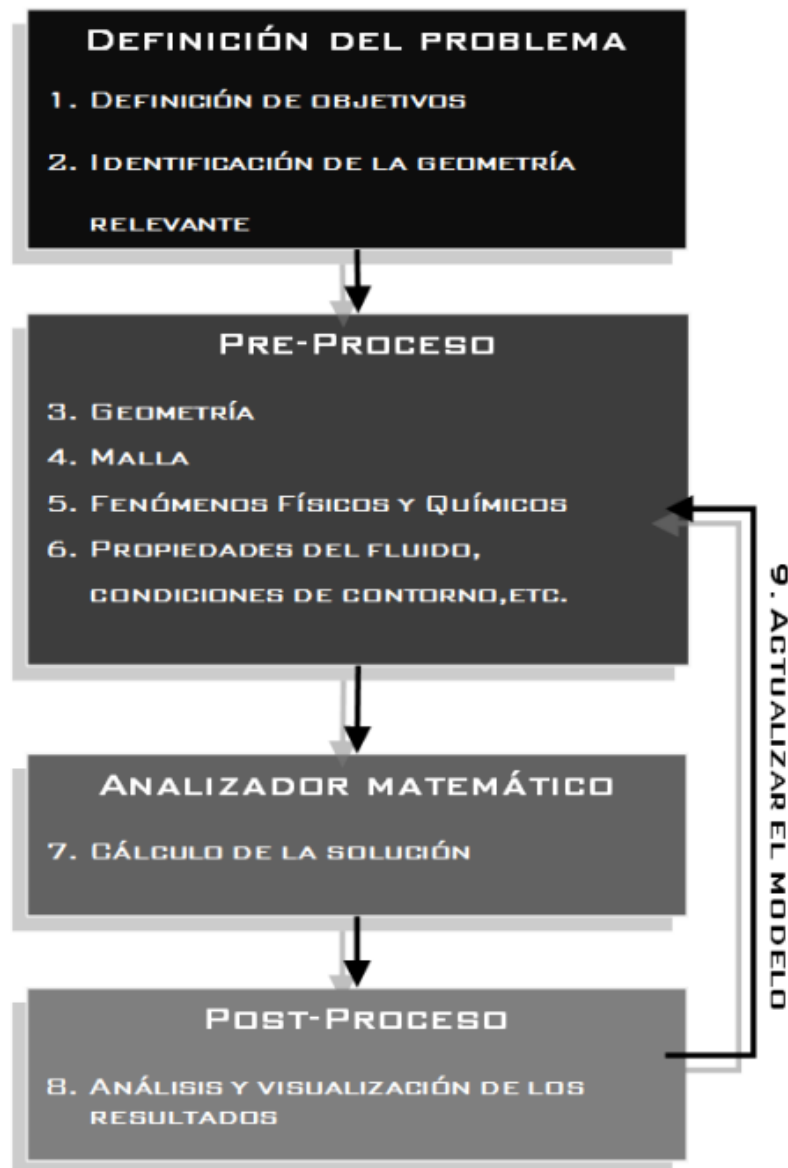 DEFINICIÓN DEL PROBLEMA
1. DEFINICIÓN DE OBJETIVOS
2. IDENTIFICACIÓN DE LA GEOMETRÍA
RELEVANTE
PRE-PROCESO
3. GEOMETRÍA
4. MALLA
5. FENÓMENOS FÍSICOS Y QUÍMICOS
6. PROPIEDADES DEL FLUIDO,
CONDICIONES DE CONTORNO,ETC.
ANALIZADOR MATEMÁTICO
7. CÁLCULO DE LA SOLUCIÓN
POST-PROCESO
8. ANÁLISIS Y VISUALIZACIÓN DE LOS
RESULTADOS
9. ACTUALIZAR EL MODELO